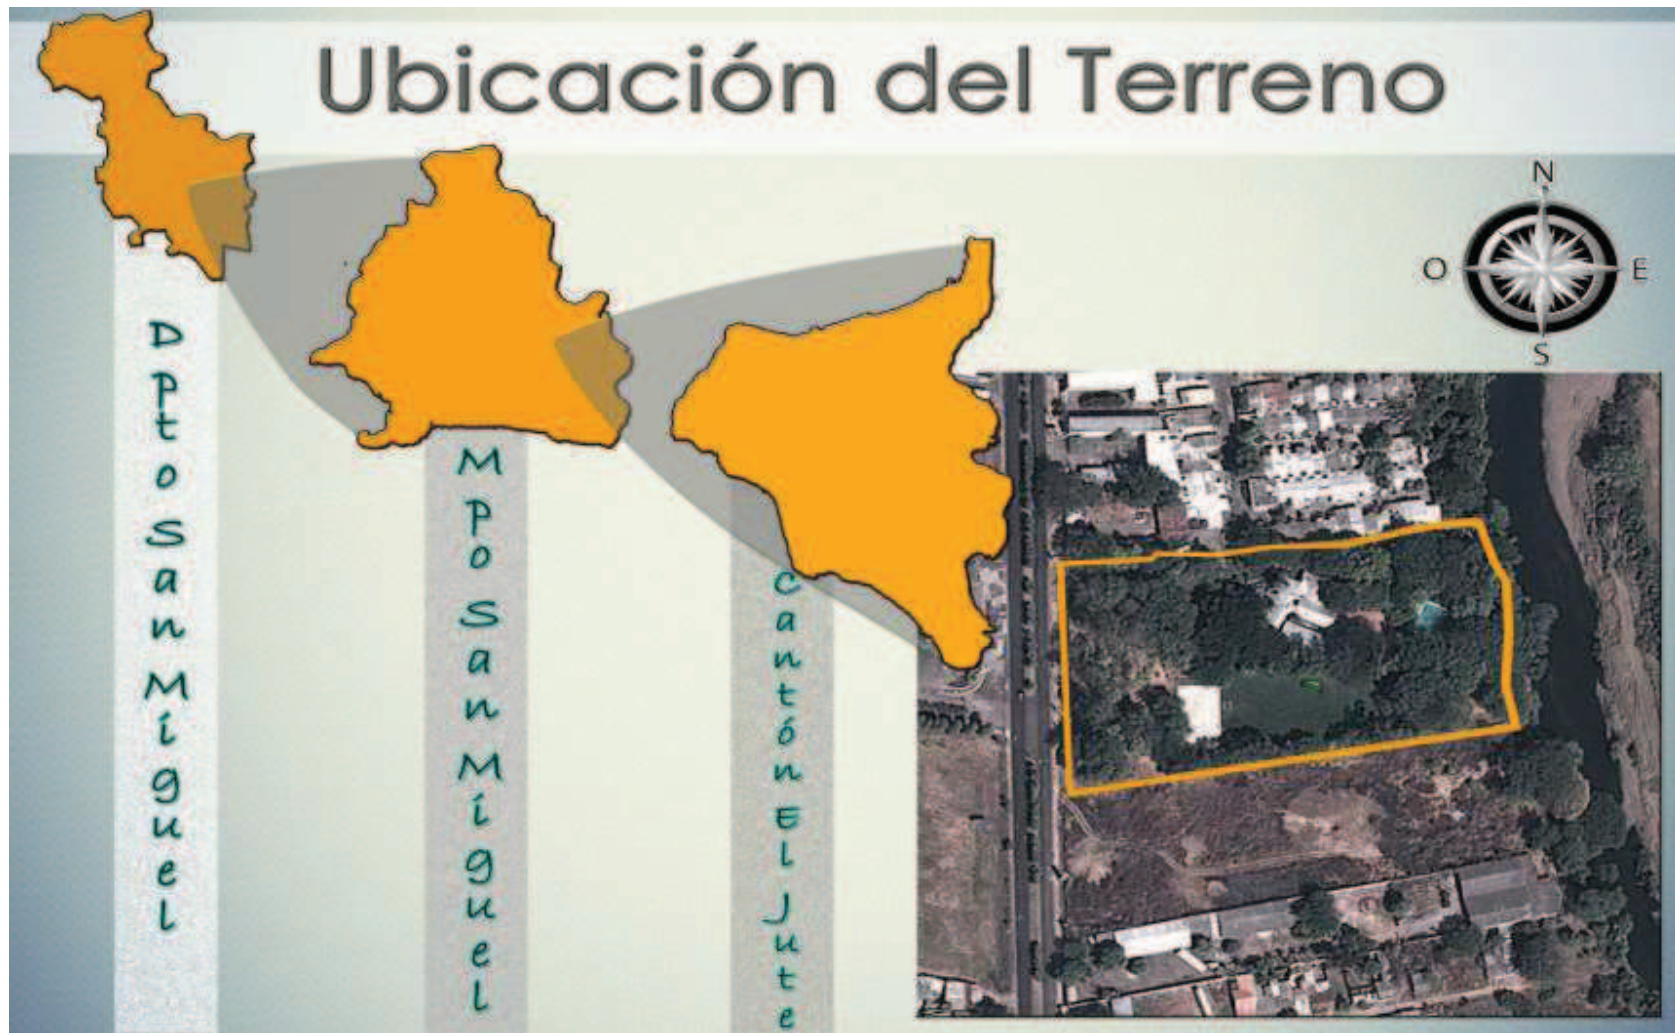 Ubicación del Terreno
N
O
E
S
Dpto San Miguel
Mpo San Miguel
Cantón El Jute